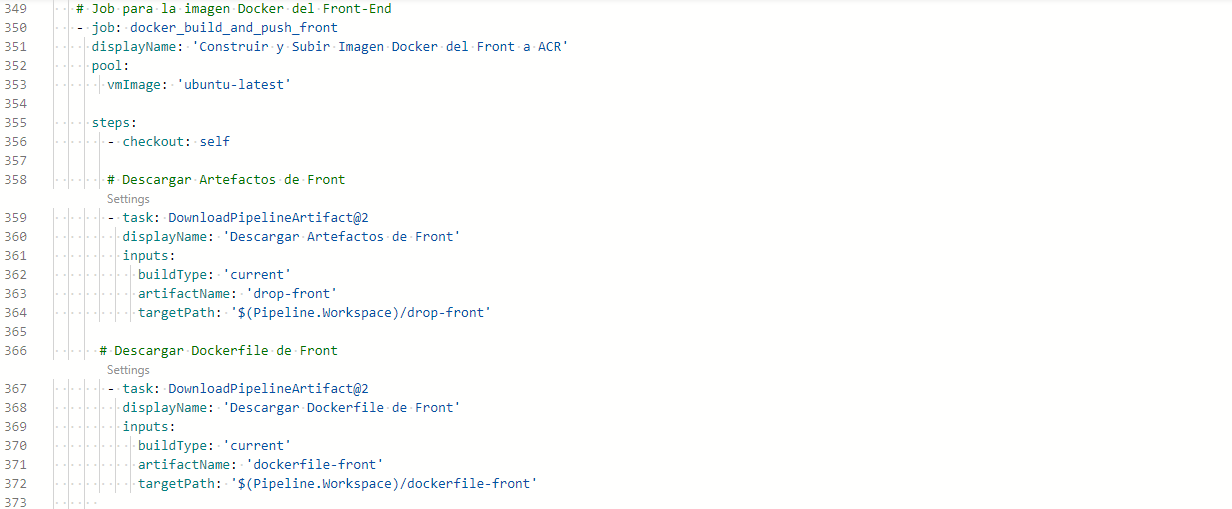 349 # Job para la imagen Docker del Front-End
350 - job: docker_build_and_push_front
351 displayName: 'Construir y Subir Imagen Docker del Front a ACR'
352 pool:
353 vmImage: 'ubuntu-latest'
354
355 steps:
356 - checkout: self
357
358 # Descargar Artefactos de Front
Settings
359 - task: DownloadPipelineArtifact@2
360 displayName: 'Descargar Artefactos de Front'
361 inputs:
362 buildType: 'current'
363 artifactName: 'drop-front'
364 targetPath: '$(Pipeline.Workspace)/drop-front'
365
366 # Descargar Dockerfile de Front
Settings
367 - task: DownloadPipelineArtifact@2
368 displayName: 'Descargar Dockerfile de Front'
369 inputs:
370 buildType: 'current'
371 artifactName: 'dockerfile-front'
372 targetPath: '$(Pipeline.Workspace)/dockerfile-front'
373